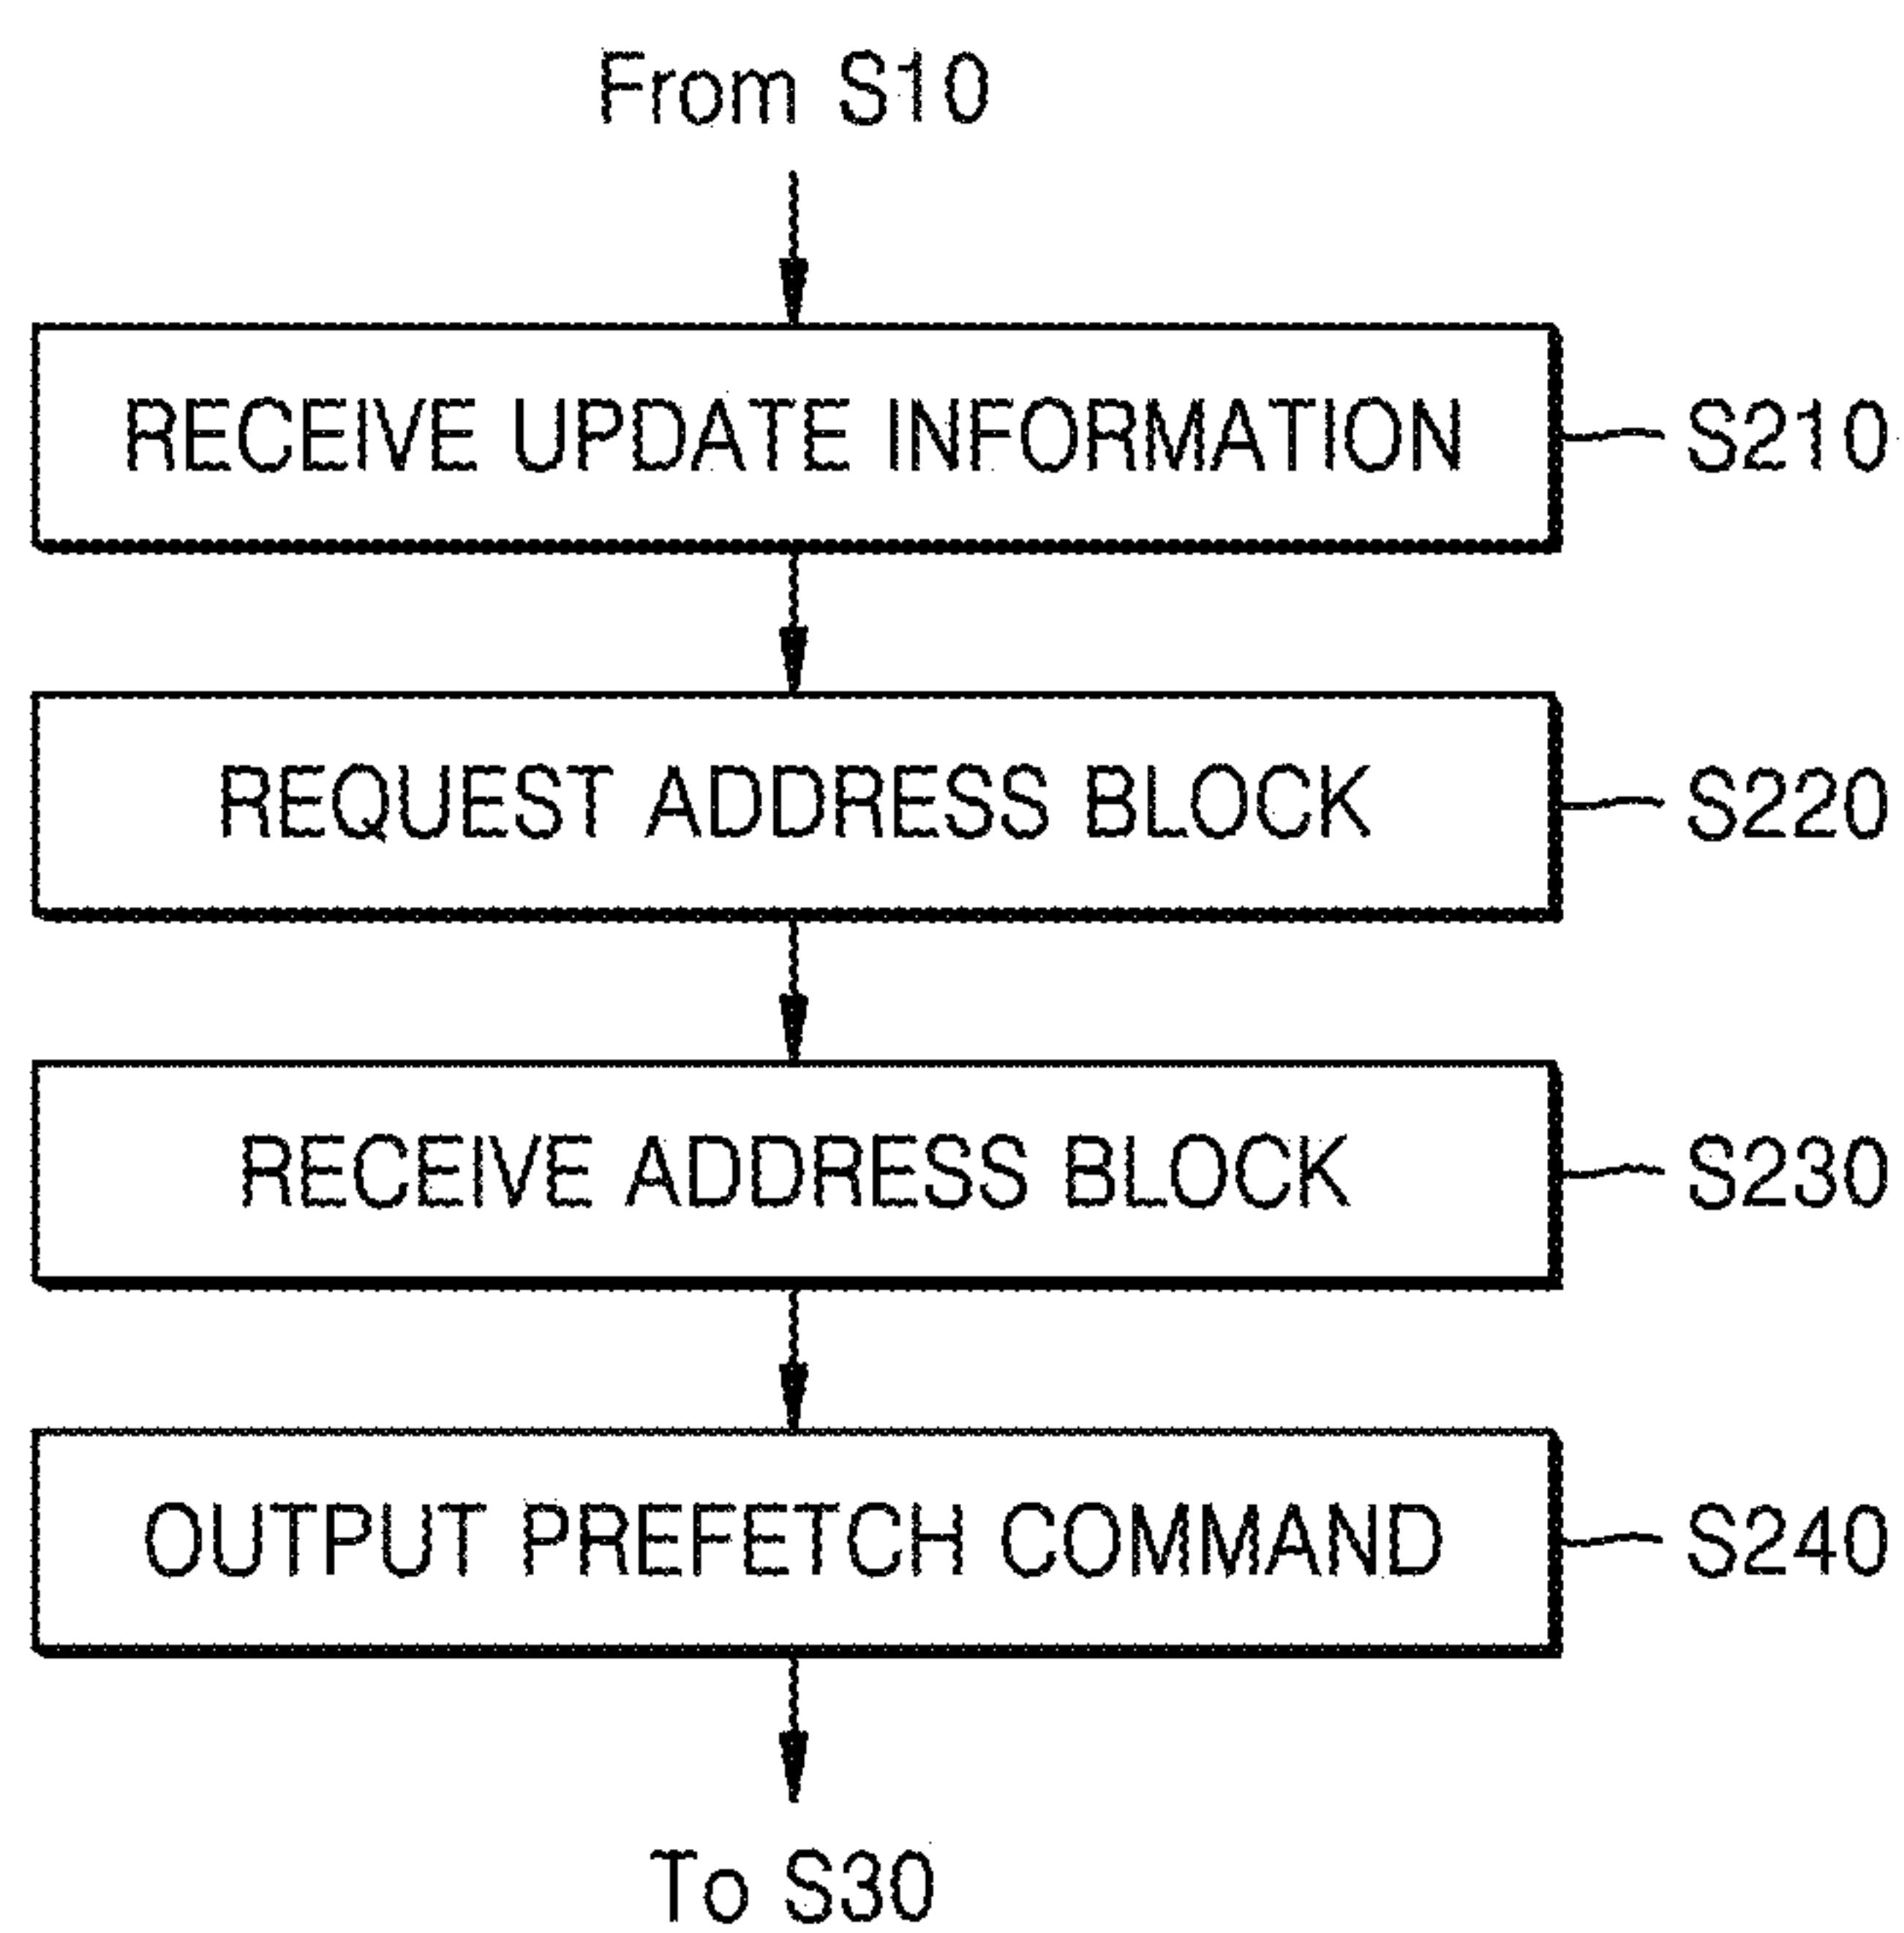 From S10
RECEIVE UPDATE INFORMATION S210
REQUEST ADDRESS BLOCK S220
RECEIVE ADDRESS BLOCK S230
OUTPUT PREFETCH COMMAND S240
To S30